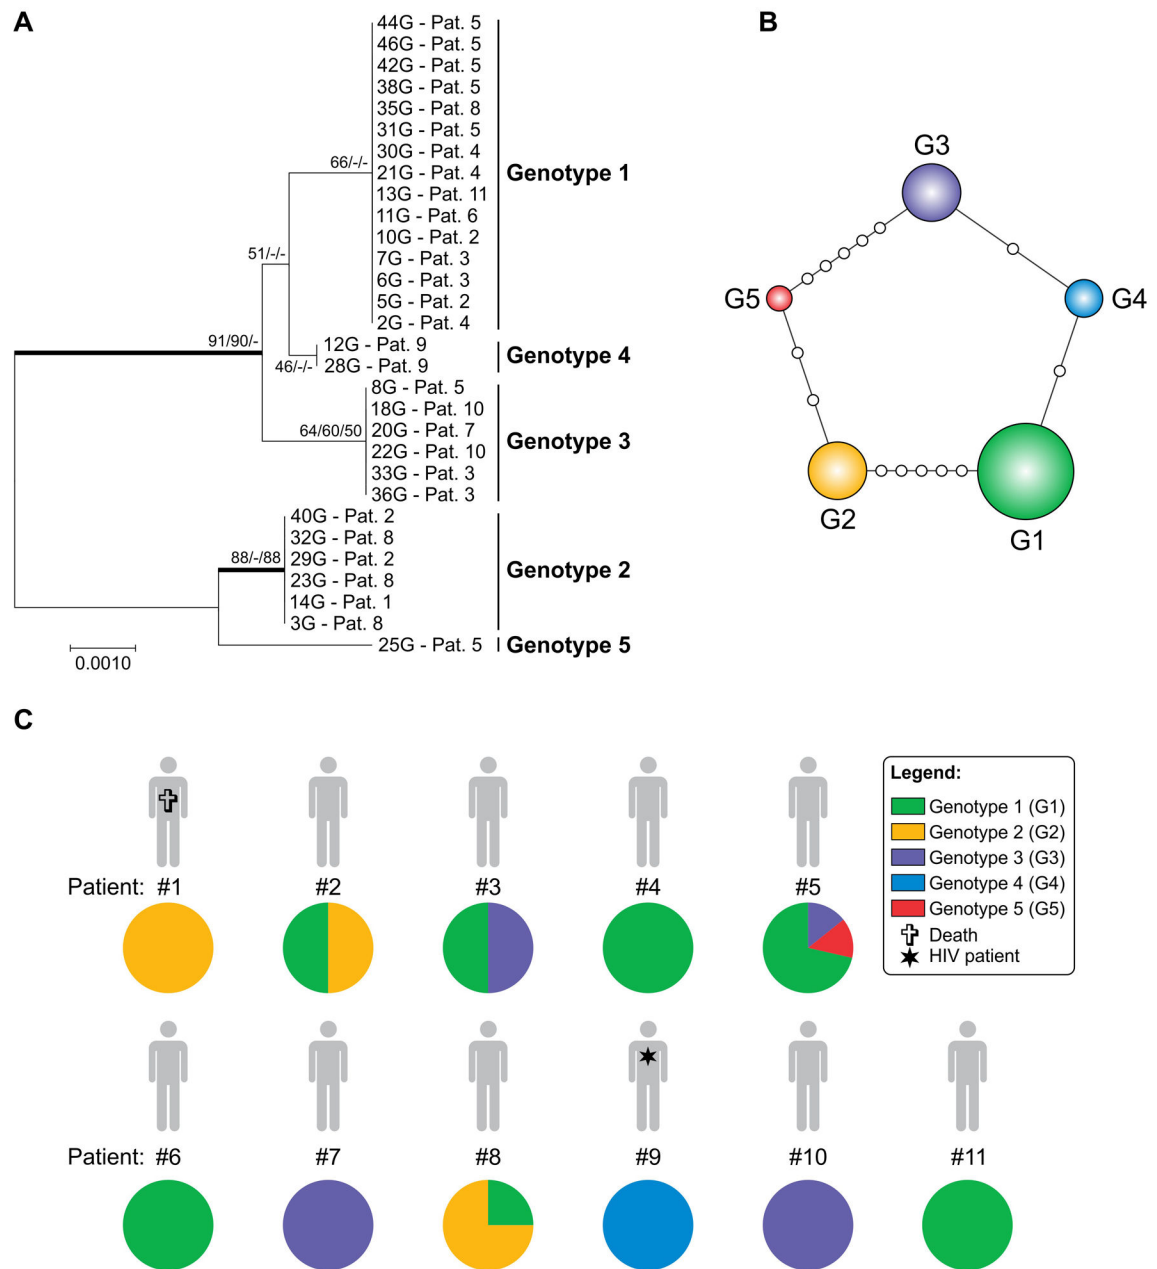 A
44G - Pat. 5
46G - Pat. 5
42G - Pat. 5
38G - Pat. 5
35G - Pat. 8
31G - Pat. 5
30G - Pat. 4
66/-/-
21G - Pat. 4
Genotype 1
13G - Pat. 11
11G - Pat. 6
10G - Pat. 2
51/-/-
7G - Pat. 3
6G - Pat. 3
5G - Pat. 2
2G - Pat. 4
91/90/-
12G - Pat. 9
Genotype 4
46/-/-
28G - Pat. 9
8G - Pat. 5
18G - Pat. 10
64/60/50
20G - Pat. 7
Genotype 3
22G - Pat. 10
33G - Pat. 3
36G - Pat. 3
40G - Pat. 2
32G - Pat. 8
88/-/88
29G - Pat. 2
Genotype 2
23G - Pat. 8
14G - Pat. 1
3G - Pat. 8
25G - Pat. 5
Genotype 5
0.0010
B
G3
G5
G4
G2
G1
C
Patient: #1 #2 #3 #4 #5
Legend:
Genotype 1 (G1)
Genotype 2 (G2)
Genotype 3 (G3)
Genotype 4 (G4)
Genotype 5 (G5)
Death
HIV patient
Patient: #6 #7 #8 #9 #10 #11